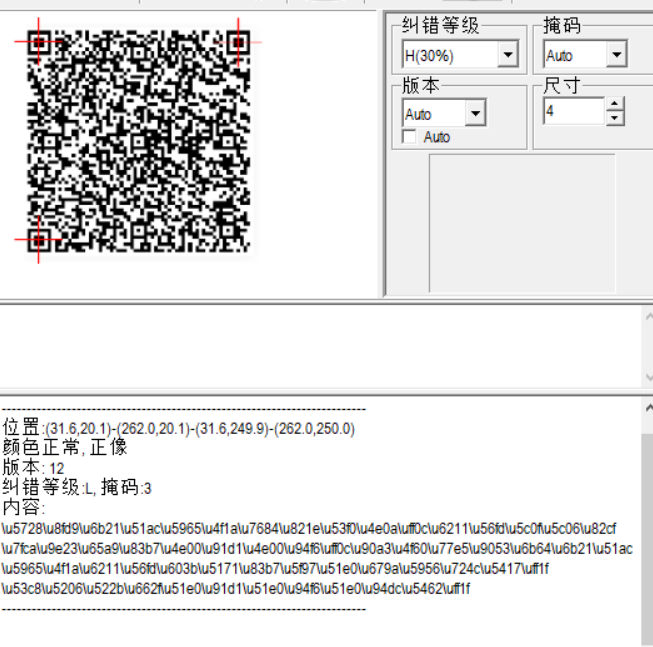 纠错等级
掩码
H(30%)
Auto
版本
尺寸
Auto
4
Auto
--------------------------------------------------------------------------------
位置:(31.6,20.1)-(262.0,20.1)-(31.6,249.9)-(262.0,250.0)
颜色正常, 正像
版本: 12
纠错等级:L, 掩码:3
内容:
\u5728\u8fd9\u6b21\u51ac\u5965\u4f1a\u7684\u821e\u53f0\u4e0a\uff0c\u6211\u56fd\u5c0f\u5c06\u82cf
\u7fca\u9e23\u65a9\u83b7\u4e00\u91d1\u4e00\u94f6\uff0c\u90a3\u4f60\u77e5\u9053\u6b64\u6b21\u51ac
\u5965\u4f1a\u6211\u56fd\u603b\u5171\u83b7\u5f97\u51e0\u679a\u5956\u724c\u5417\uff1f
\u53c8\u5206\u522b\u662f\u51e0\u91d1\u51e0\u94f6\u51e0\u94dc\u5462\uff1f
--------------------------------------------------------------------------------